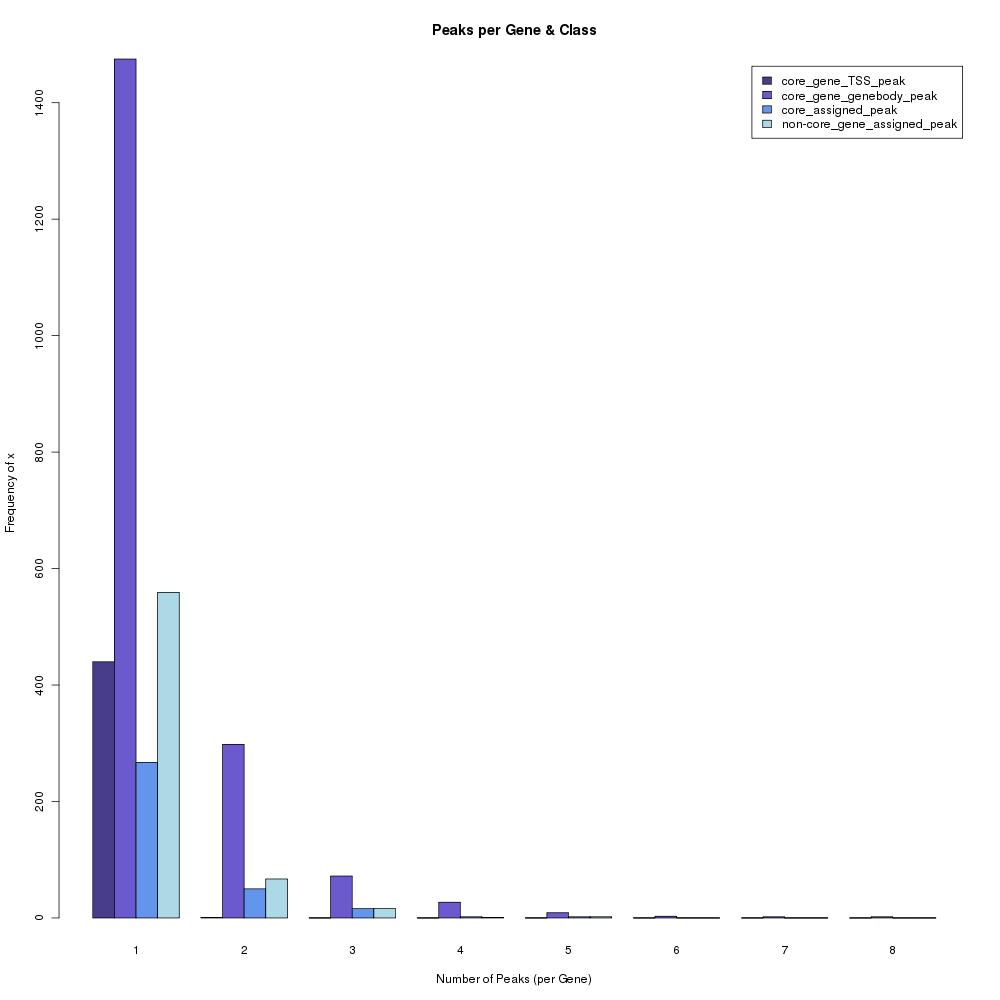 Peaks per Gene & Class
core_gene_TSS_peak
core_gene_genebody_peak
core_assigned_peak
non-core_gene_assigned_peak
Frequency of x
1400
1200
1000
800
600
400
200
0
1 2 3 4 5 6 7 8
Number of Peaks (per Gene)